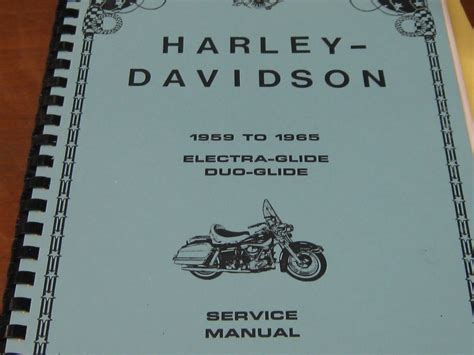 HARLEY-
DAVIDSON
1959 TO 1965
ELECTRA-GLIDE
DUO-GLIDE
SERVICE
MANUAL